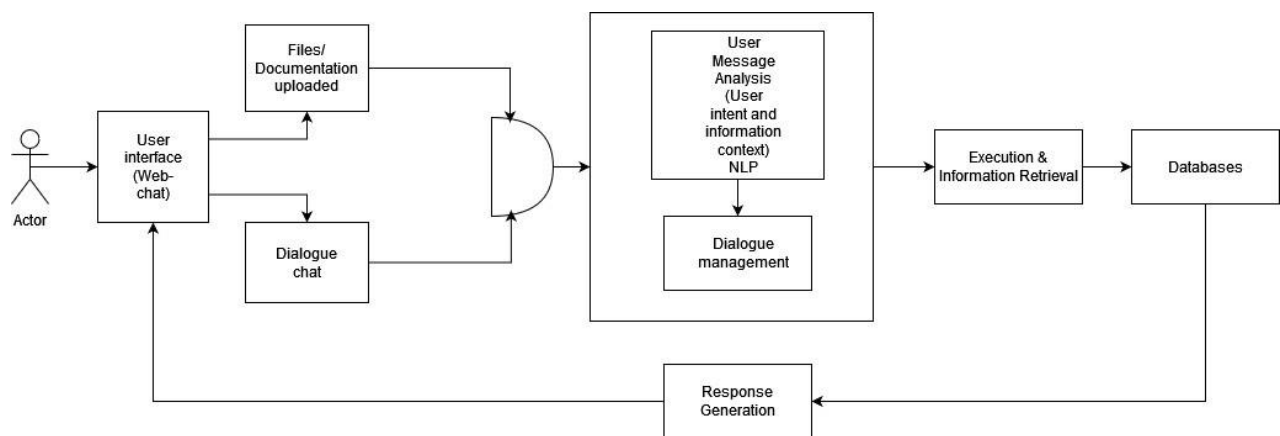 Actor
User
interface
(Web-
chat)
Files/
Documentation
uploaded
Dialogue
chat
User
Message
Analysis
(User
intent and
information
context)
NLP
Dialogue
management
Execution &
Information Retrieval
Databases
Response
Generation